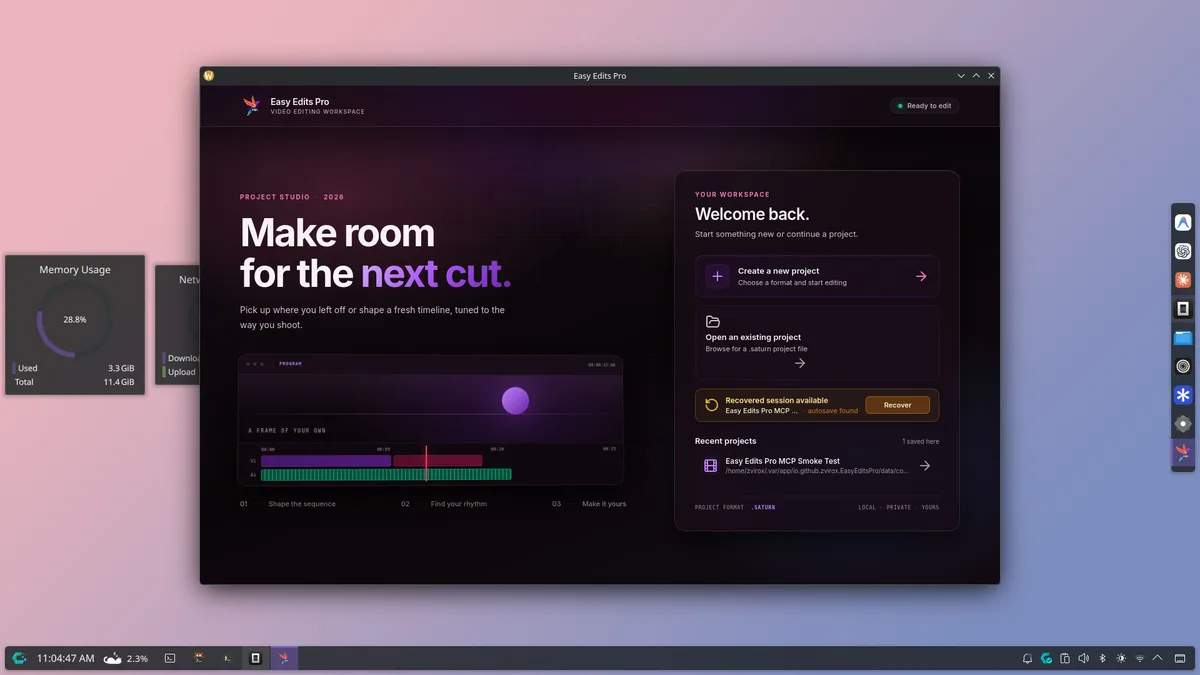 Easy Edits Pro
Easy Edits Pro
VIDEO EDITING WORKSPACE
Ready to edit
PROJECT STUDIO · 2026
Make room
for the next cut.
Pick up where you left off or shape a fresh timeline, tuned to the
way you shoot.
PROGRAM
A FRAME OF YOUR OWN
00:00
V1
A1
01 Shape the sequence
02 Find your rhythm
03 Make it yours
YOUR WORKSPACE
Welcome back.
Start something new or continue a project.
Create a new project
Choose a format and start editing
Open an existing project
Browse for a .saturn project file
Recovered session available
Easy Edits Pro MCP ... · autosave found
Recover
Recent projects
1 saved here
Easy Edits Pro MCP Smoke Test
/home/zvirox/.var/app/io.github.zvirox.EasyEditsPro/data/co...
PROJECT FORMAT .SATURN
LOCAL · PRIVATE · YOURS
Memory Usage
28.8%
Used 3.3 GiB
Total 11.4 GiB
Netv
Downloa
Upload
11:04:47 AM
2.3%